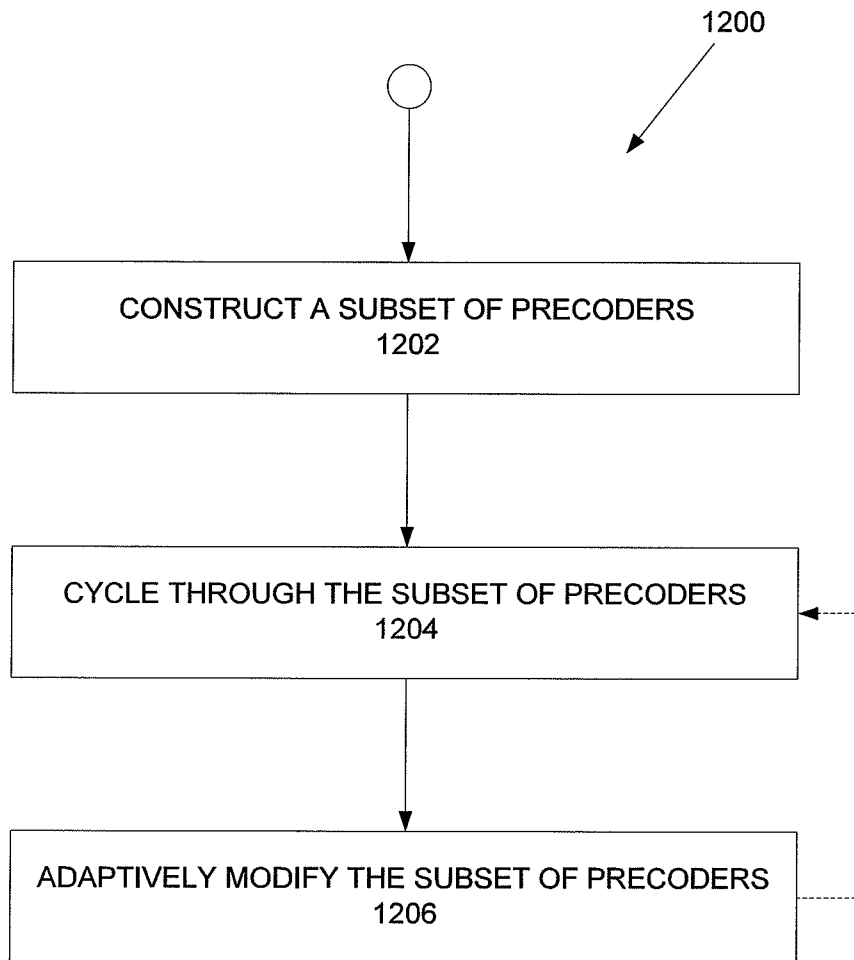 1200
CONSTRUCT A SUBSET OF PRECODERS
1202
CYCLE THROUGH THE SUBSET OF PRECODERS
1204
ADAPTIVELY MODIFY THE SUBSET OF PRECODERS
1206